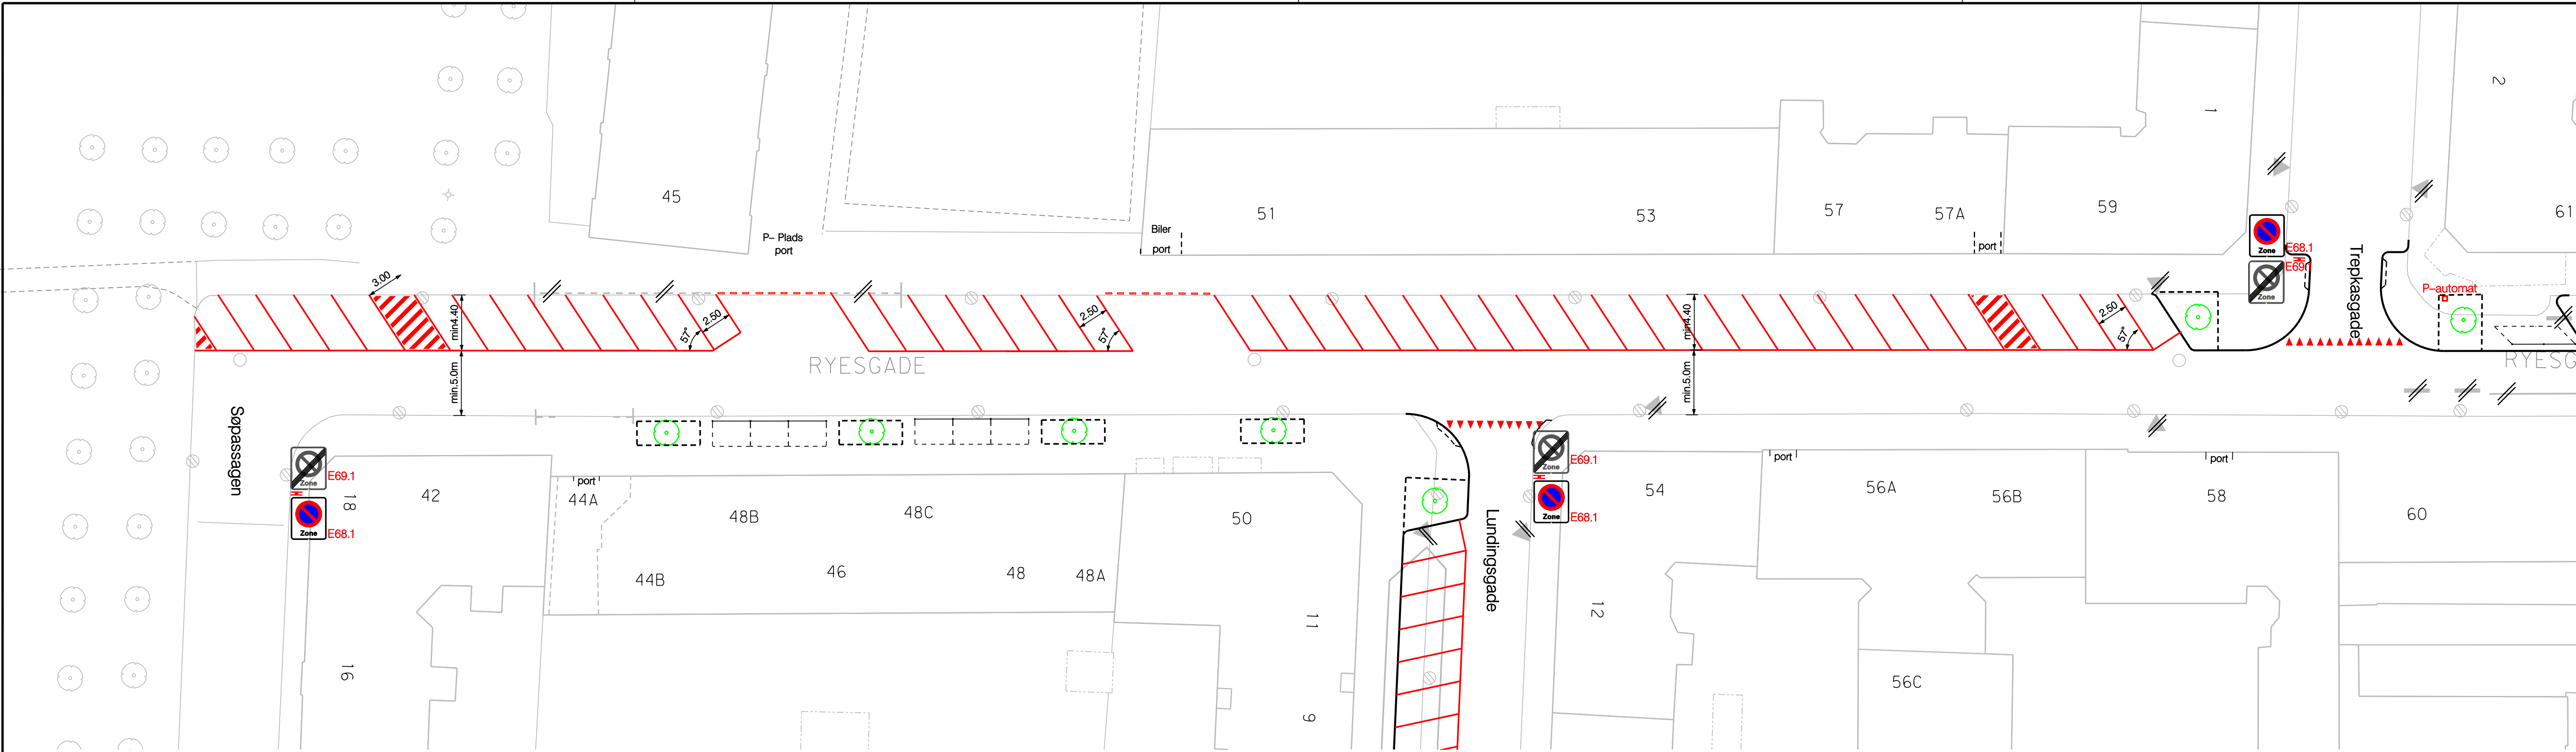 45
P- Plads
port
51
Biler
port
53
57
57A
port
59
1
2
61
Zone
E68.1
Zone
E69.1
Trepkasgade
P-automat
3.00
min4.40
57°
2.50
2.50
57°
min4.40
2.50
57°
RYESGADE
RYESG
min.5.0m
min.5.0m
Søpassagen
Zone
E69.1
Zone
E68.1
18
42
16
port
44A
44B
48B
48C
46
48
48A
50
11
9
Lundingsgade
Zone
E69.1
Zone
E68.1
54
12
port
56A
56B
56C
port
58
60